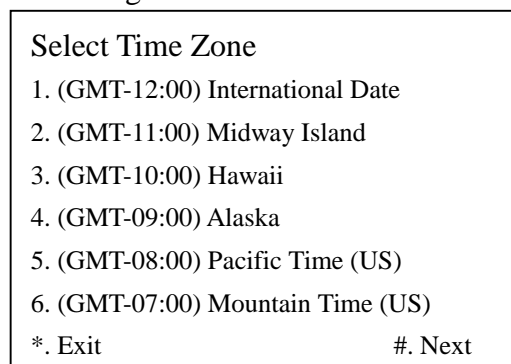 Select Time Zone
1. (GMT-12:00) International Date
2. (GMT-11:00) Midway Island
3. (GMT-10:00) Hawaii
4. (GMT-09:00) Alaska
5. (GMT-08:00) Pacific Time (US)
6. (GMT-07:00) Mountain Time (US)
*. Exit #. Next